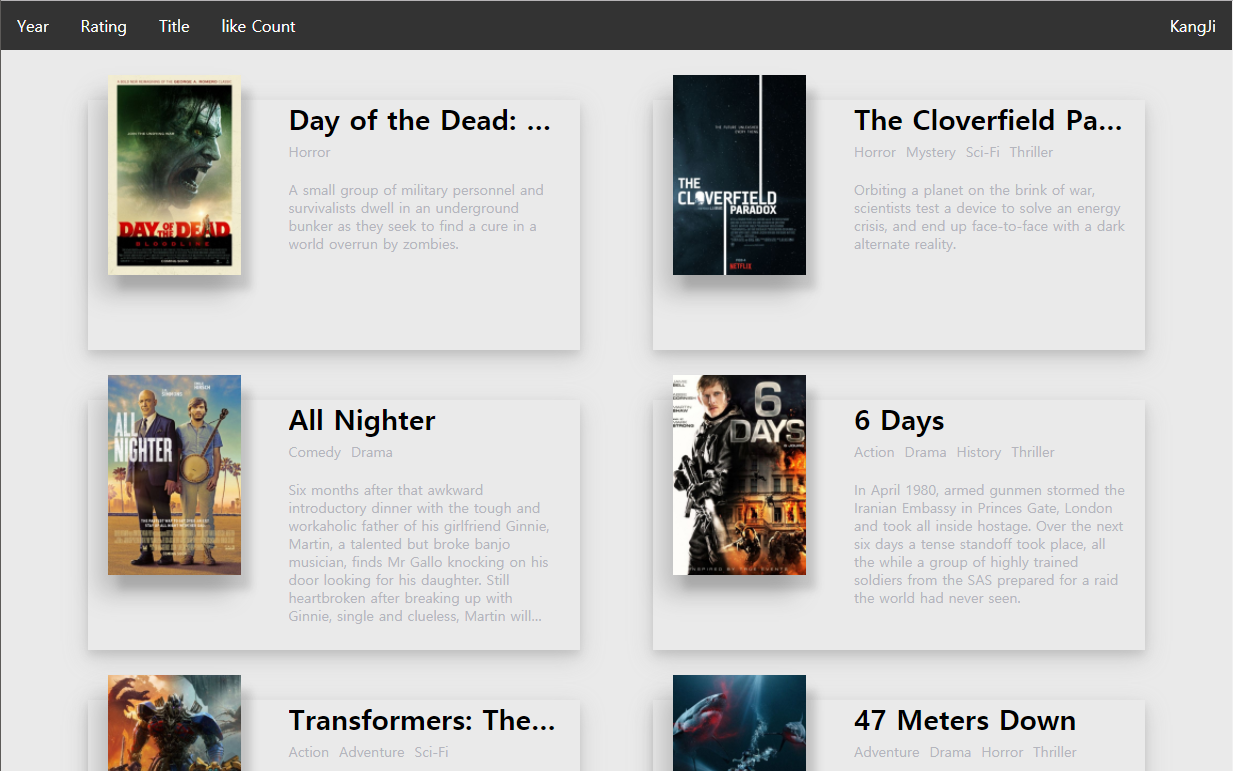 Year Rating Title like Count KangJi
Day of the Dead: ...
Horror
A small group of military personnel and
survivalists dwell in an underground
bunker as they seek to find a cure in a
world overrun by zombies.
DAY OF THE DEAD
BLOODLINE
The Cloverfield Pa...
Horror Mystery Sci-Fi Thriller
Orbiting a planet on the brink of war,
scientists test a device to solve an energy
crisis, and end up face-to-face with a dark
alternate reality.
THE
CLOVERFIELD
PARADOX
NETFLIX
All Nighter
Comedy Drama
Six months after that awkward
introductory dinner with the tough and
workaholic father of his girlfriend Ginnie,
Martin, a talented but broke banjo
musician, finds Mr Gallo knocking on his
door looking for his daughter. Still
heartbroken after breaking up with
Ginnie, single and clueless, Martin will...
ALL
NIGHTER
6 Days
Action Drama History Thriller
In April 1980, armed gunmen stormed the
Iranian Embassy in Princes Gate, London
and took all inside hostage. Over the next
six days a tense standoff took place, all
the while a group of highly trained
soldiers from the SAS prepared for a raid
the world had never seen.
6
DAYS
INSPIRED BY TRUE EVENTS
Transformers: The...
Action Adventure Sci-Fi
47 Meters Down
Adventure Drama Horror Thriller